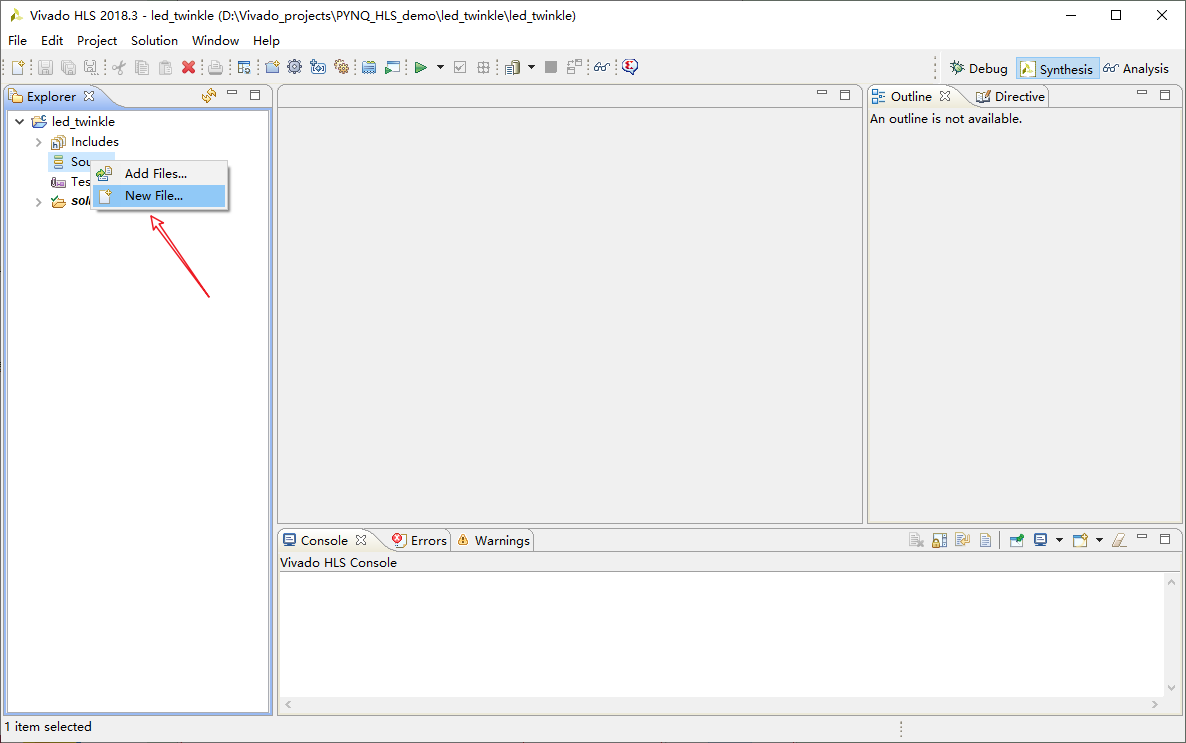 Vivado HLS 2018.3 - led_twinkle (D:\Vivado_projects\PYNQ_HLS_demo\led_twinkle\led_twinkle)
File Edit Project Solution Window Help
Debug Synthesis Analysis
Explorer
led_twinkle
Includes
Sou
Tes
sol
Add Files...
New File...
Outline Directive
An outline is not available.
Console Errors Warnings
Vivado HLS Console
1 item selected